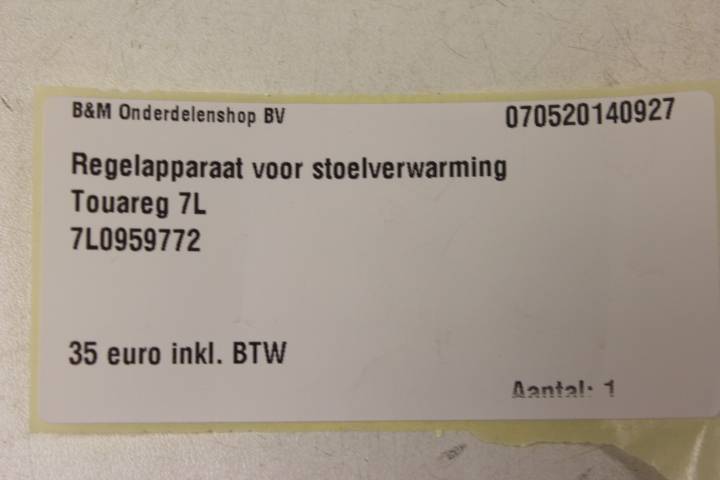 B&M Onderdelenshop BV 070520140927
Regelapparaat voor stoelverwarming
Touareg 7L
7L0959772
35 euro inkl. BTW
Aantal: 1